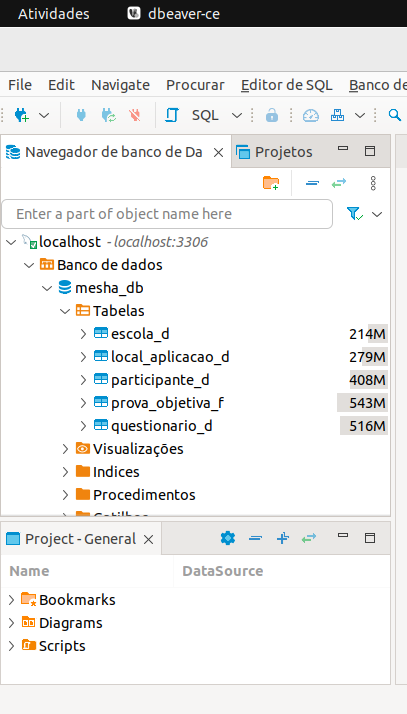 Atividades dbeaver-ce
File Edit Navigate Procurar Editor de SQL Banco de
SQL
Navegador de banco de Da Projetos
Enter a part of object name here
localhost - localhost:3306
Banco de dados
mesha_db
Tabelas
escola_d 214M
local_aplicacao_d 279M
participante_d 408M
prova_objetiva_f 543M
questionario_d 516M
Visualizações
Indices
Procedimentos
Gatilhos
Project - General
Name DataSource
Bookmarks
Diagrams
Scripts